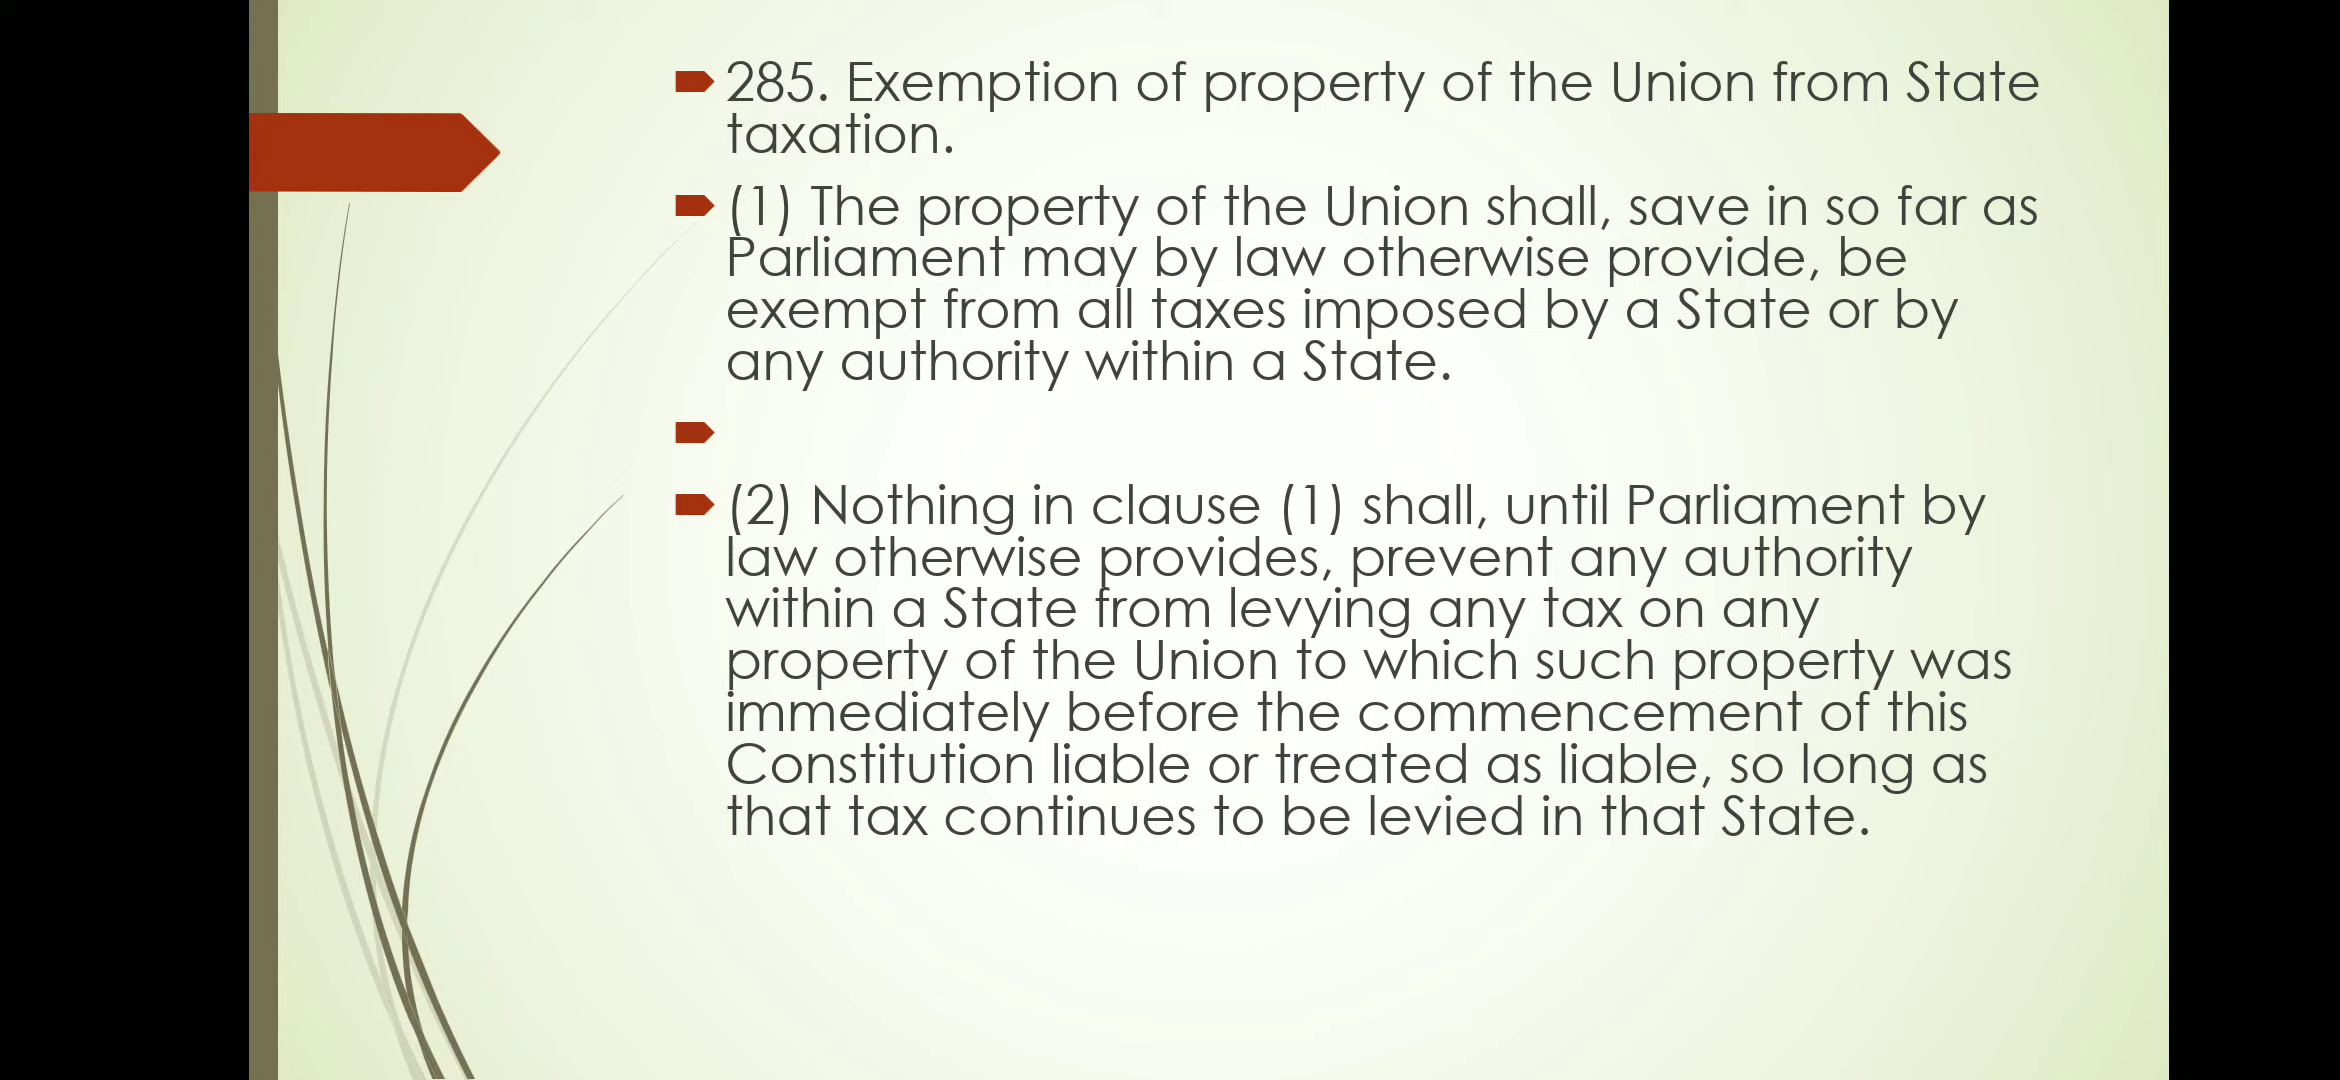 285. Exemption of property of the Union from State
taxation.
(1) The property of the Union shall, save in so far as
Parliament may by law otherwise provide, be
exempt from all taxes imposed by a State or by
any authority within a State.
(2) Nothing in clause (1) shall, until Parliament by
law otherwise provides, prevent any authority
within a State from levying any tax on any
property of the Union to which such property was
immediately before the commencement of this
Constitution liable or treated as liable, so long as
that tax continues to be levied in that State.